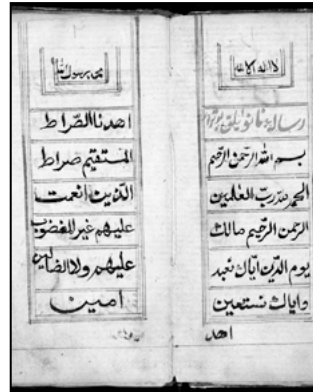 لا اله الا الله
بسم الله الرحمن الرحيم
الحمد لله رب العلمين
الرحمن الرحيم مالك
يوم الدين اياك نعبد
واياك نستعين
اهد
محمد رسول الله
اهدنا الصراط
المستقيم صراط
الذين انعمت
عليهم غير المغضوب
عليهم ولا الضالين
امين